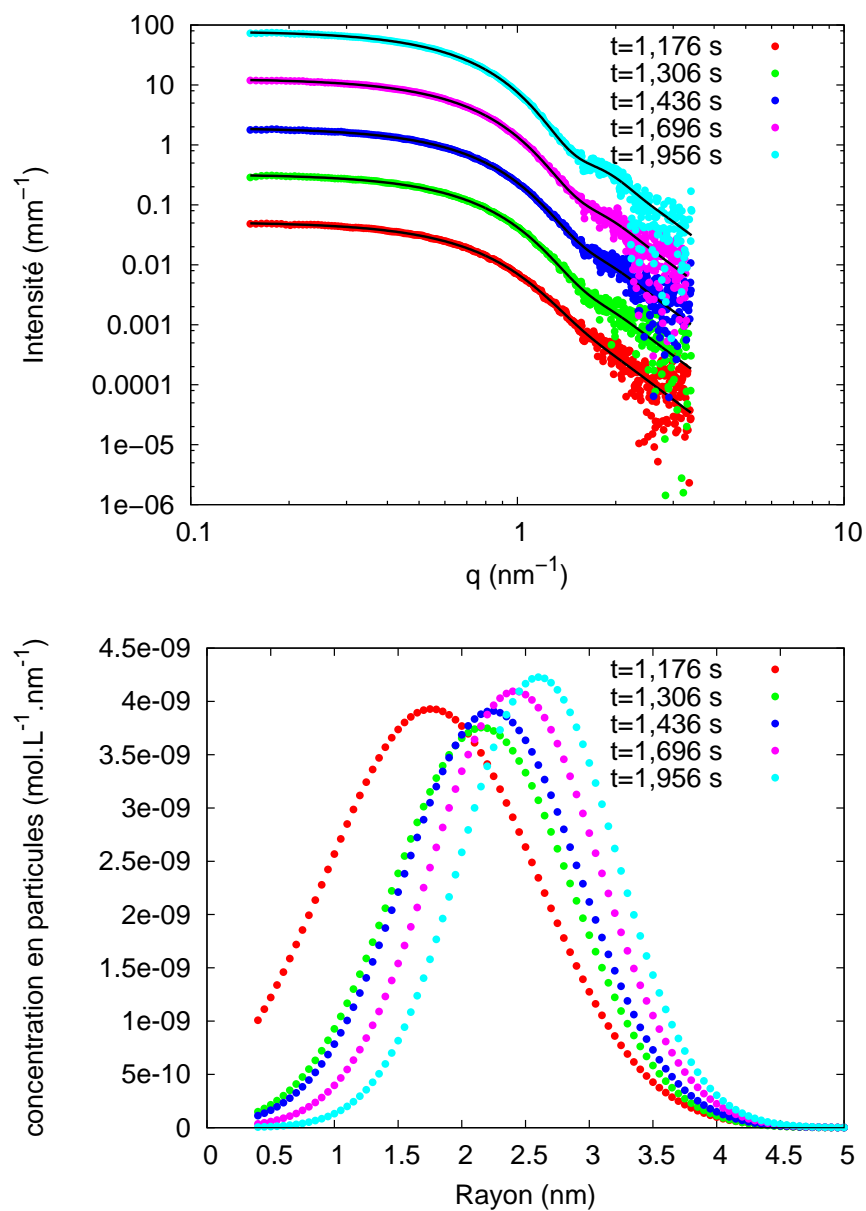 100
10
1
0.1
0.01
0.001
0.0001
1e−05
1e−06
0.1
1
10
Intensité (mm⁻¹)
q (nm⁻¹)
t=1,176 s
t=1,306 s
t=1,436 s
t=1,696 s
t=1,956 s
4.5e-09
4e-09
3.5e-09
3e-09
2.5e-09
2e-09
1.5e-09
1e-09
5e-10
0
0 0.5 1 1.5 2 2.5 3 3.5 4 4.5 5
concentration en particules (mol.L⁻¹.nm⁻¹)
Rayon (nm)
t=1,176 s
t=1,306 s
t=1,436 s
t=1,696 s
t=1,956 s